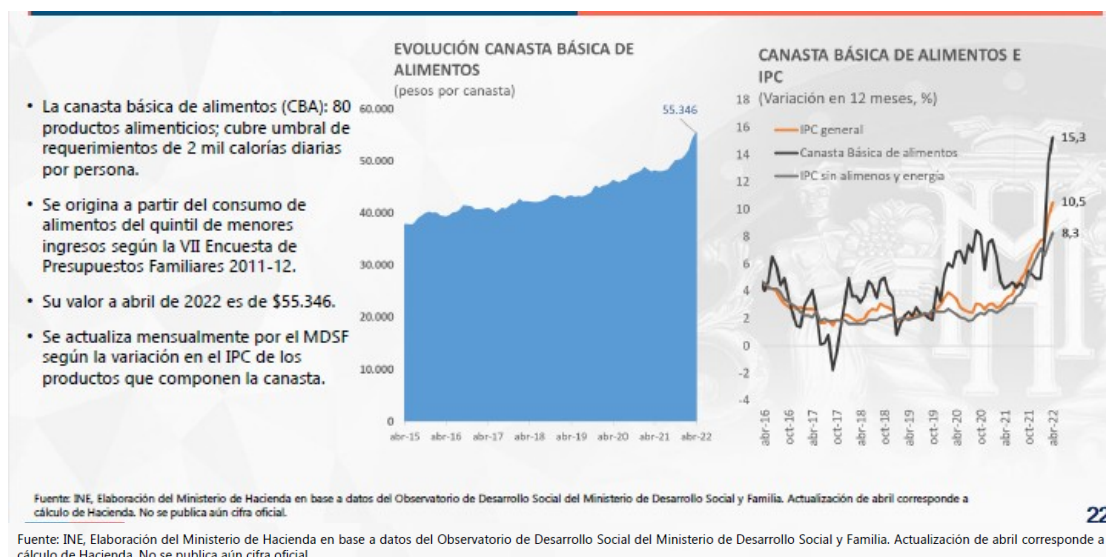 • La canasta básica de alimentos (CBA): 80
productos alimenticios; cubre umbral de
requerimientos de 2 mil calorías diarias
por persona.
• Se origina a partir del consumo de
alimentos del quintil de menores
ingresos según la VII Encuesta de
Presupuestos Familiares 2011-12.
• Su valor a abril de 2022 es de $55.346.
• Se actualiza mensualmente por el MDSF
según la variación en el IPC de los
productos que componen la canasta.
EVOLUCIÓN CANASTA BÁSICA DE
ALIMENTOS
(pesos por canasta)
60.000
50.000
40.000
30.000
20.000
10.000
0
55.346
abr-15 abr-16 abr-17 abr-18 abr-19 abr-20 abr-21 abr-22
CANASTA BÁSICA DE ALIMENTOS E
IPC
(Variación en 12 meses, %)
18
16
14
12
10
8
6
4
2
0
-2
-4
IPC general
Canasta Básica de alimentos
IPC sin alimenos y energía
15,3
10,5
8,3
abr-16 oct-16 abr-17 oct-17 abr-18 oct-18 abr-19 oct-19 abr-20 oct-20 abr-21 oct-21 abr-22
Fuente: INE, Elaboración del Ministerio de Hacienda en base a datos del Observatorio de Desarrollo Social del Ministerio de Desarrollo Social y Familia. Actualización de abril corresponde a
cálculo de Hacienda. No se publica aún cifra oficial.
22
Fuente: INE, Elaboración del Ministerio de Hacienda en base a datos del Observatorio de Desarrollo Social del Ministerio de Desarrollo Social y Familia. Actualización de abril corresponde a
cálculo de Hacienda. No se publica aún cifra oficial